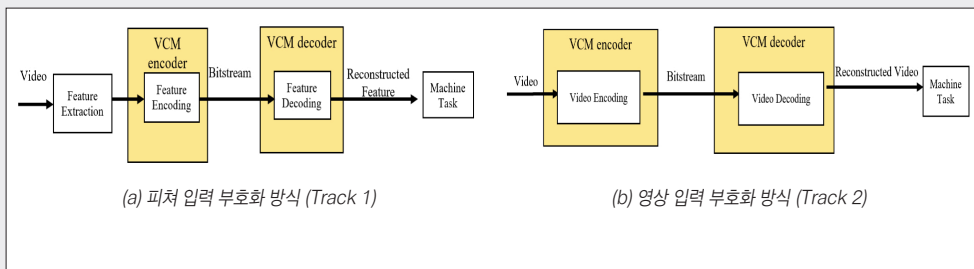 Video
Feature
Extraction
VCM
encoder
Feature
Encoding
Bitstream
VCM decoder
Feature
Decoding
Reconstructed
Feature
Machine
Task
(a) 피쳐 입력 부호화 방식 (Track 1)
Video
VCM encoder
Video Encoding
Bitstream
VCM decoder
Video Decoding
Reconstructed Video
Machine
Task
(b) 영상 입력 부호화 방식 (Track 2)